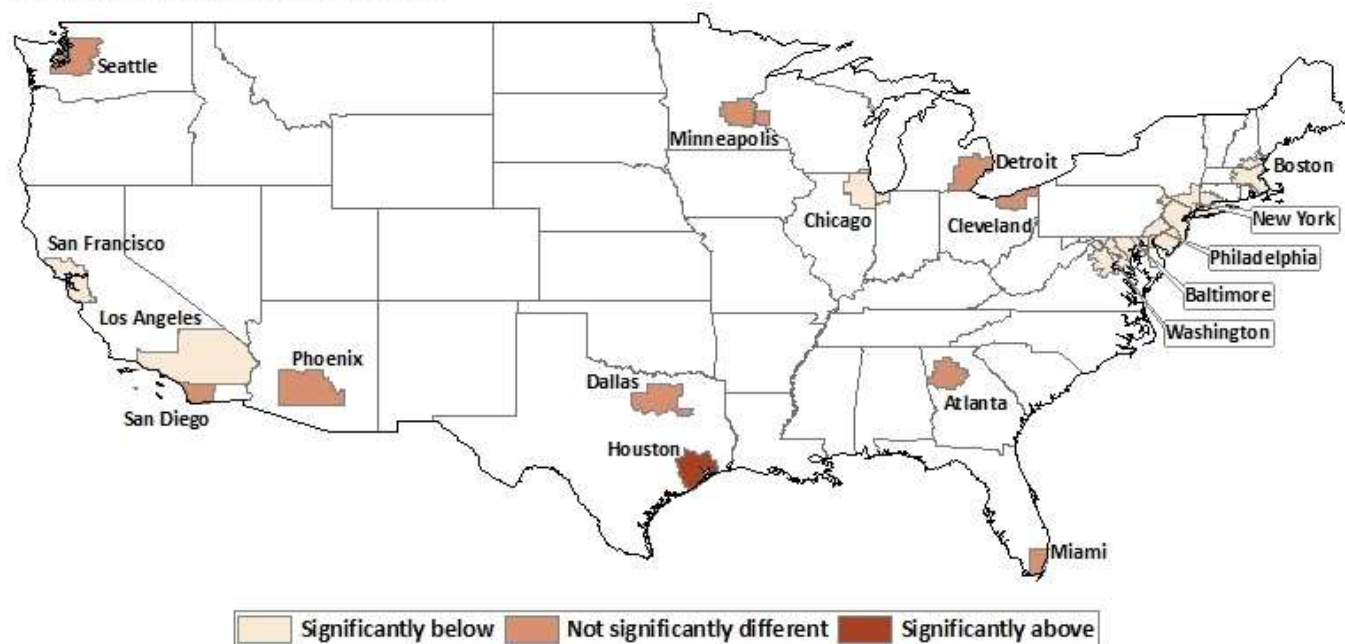 Seattle
Minneapolis
Detroit
Boston
Chicago
Cleveland
New York
San Francisco
Philadelphia
Baltimore
Los Angeles
Washington
Phoenix
Dallas
Atlanta
San Diego
Houston
Miami
Significantly below
Not significantly different
Significantly above